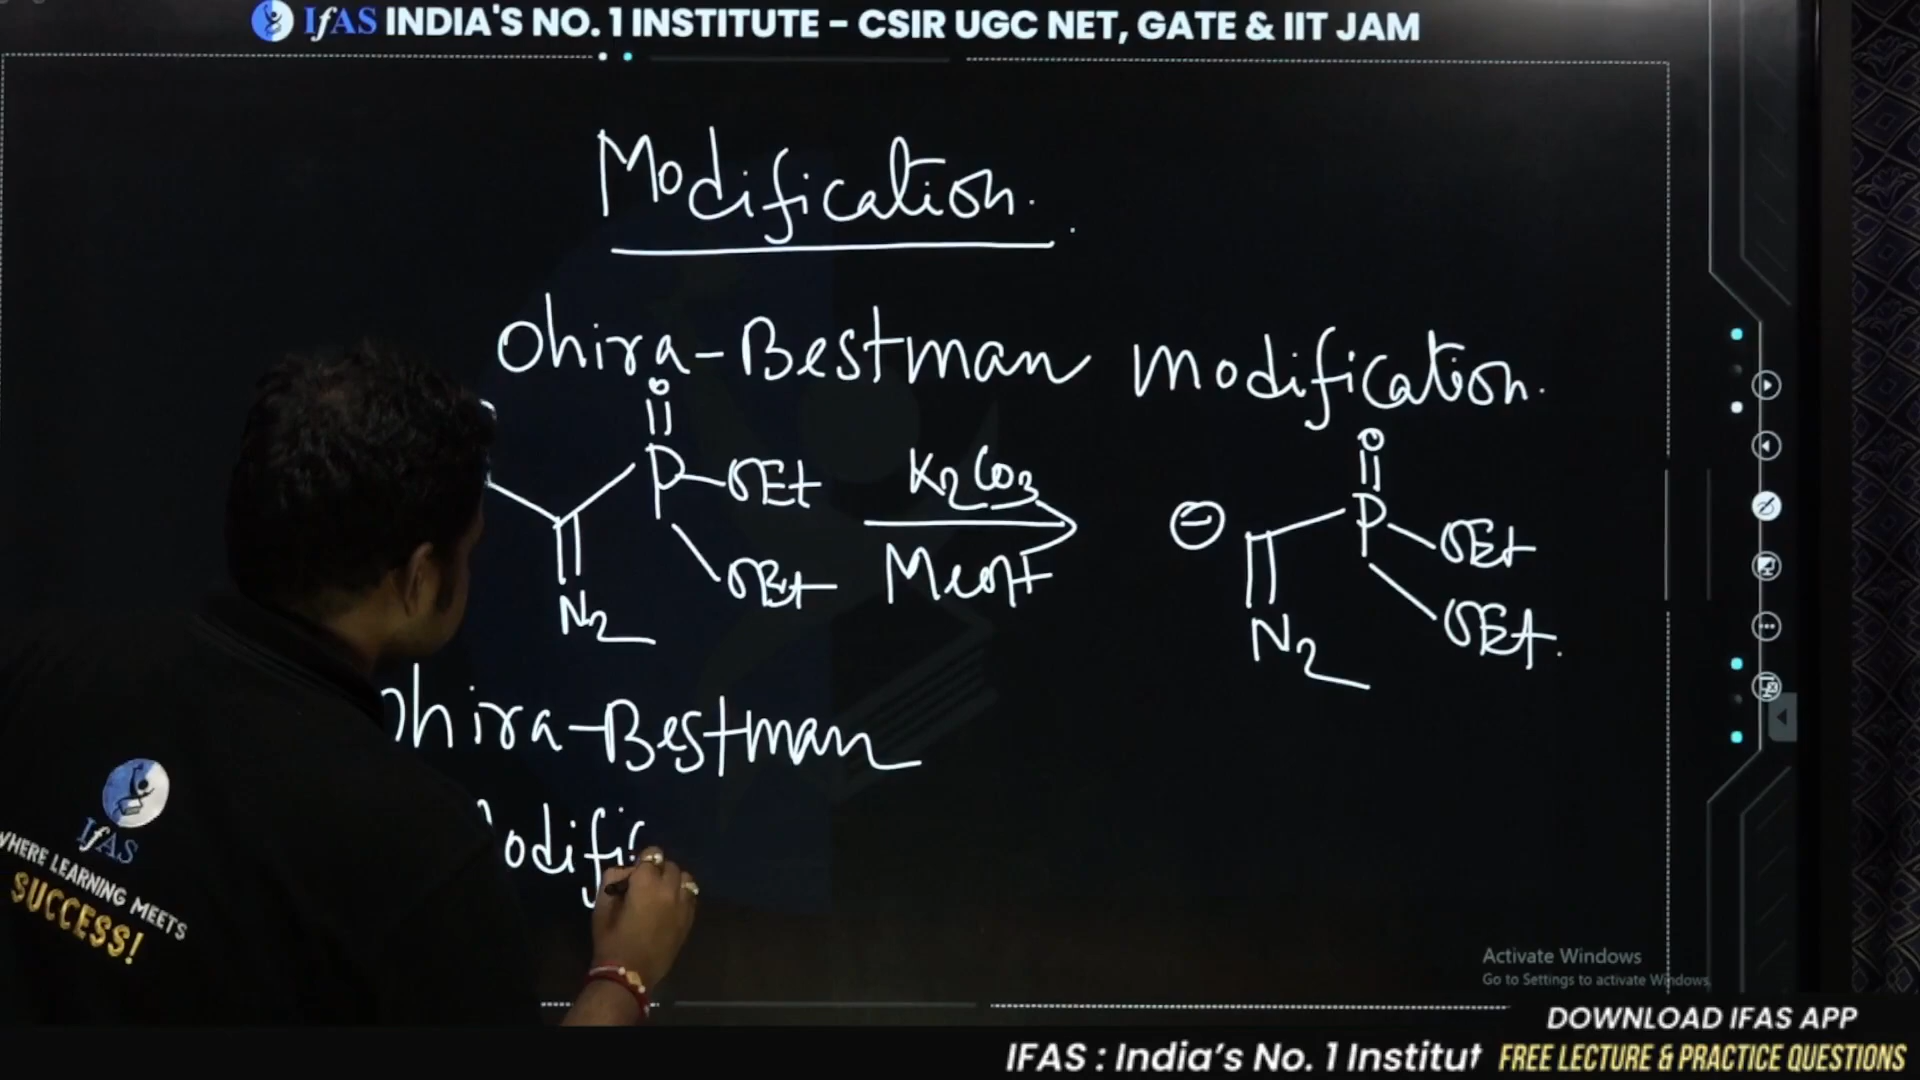 IfAS INDIA'S NO. 1 INSTITUTE - CSIR UGC NET, GATE & IIT JAM
Modification.
Ohira-Bestman modification.
O
P OEt
OEt
N2
K2CO3
MeOH
O
⊖ P OEt
OEt.
N2
hira-Bestman
odifi
IfAS
WHERE LEARNING MEETS
SUCCESS!
Activate Windows
Go to Settings to activate Windows.
DOWNLOAD IFAS APP
IFAS : India's No. 1 Institut FREE LECTURE & PRACTICE QUESTIONS